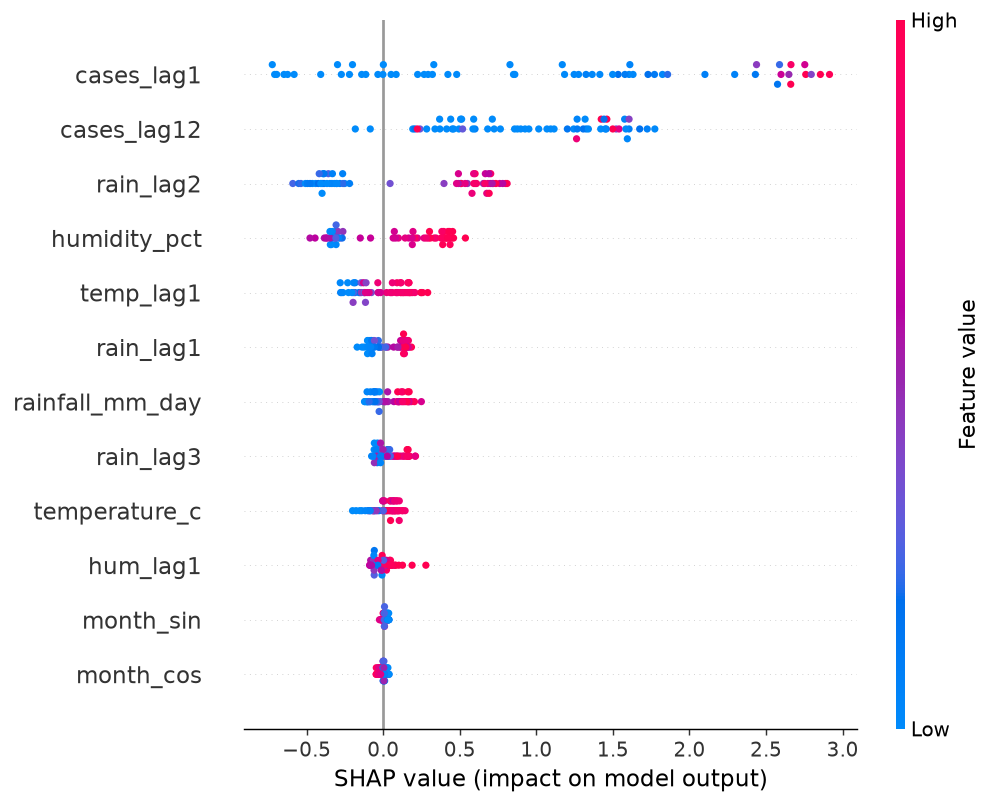 High
cases_lag1
cases_lag12
rain_lag2
humidity_pct
temp_lag1
rain_lag1
rainfall_mm_day
rain_lag3
temperature_c
hum_lag1
month_sin
month_cos
Feature value
Low
−0.5 0.0 0.5 1.0 1.5 2.0 2.5 3.0
SHAP value (impact on model output)